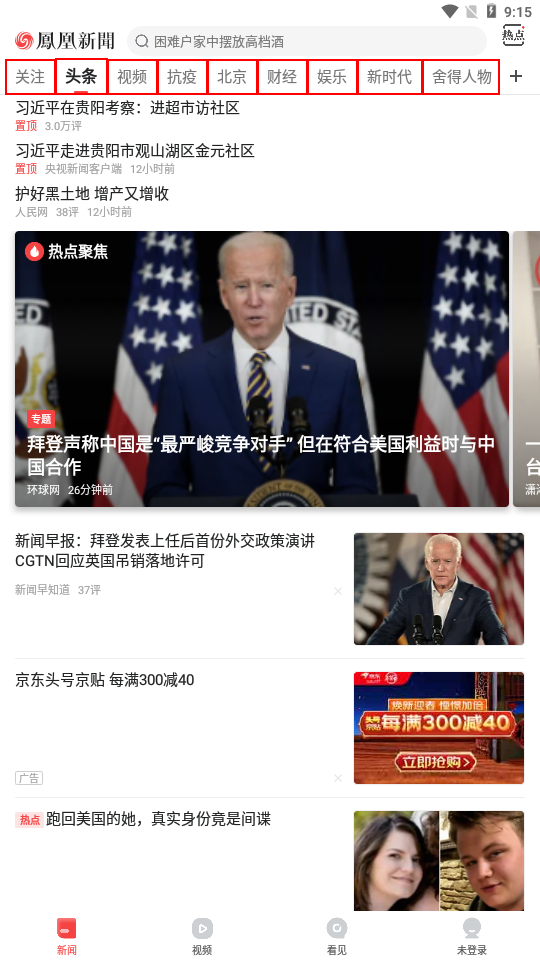 9:15
鳳凰新聞
困难户家中摆放高档酒
热点
关注 头条 视频 抗疫 北京 财经 娱乐 新时代 舍得人物 +
习近平在贵阳考察：进超市访社区
置顶 3.0万评
习近平走进贵阳市观山湖区金元社区
置顶 央视新闻客户端 12小时前
护好黑土地 增产又增收
人民网 38评 12小时前
热点聚焦
专题
拜登声称中国是“最严峻竞争对手” 但在符合美国利益时与中
国合作
环球网 26分钟前
新闻早报：拜登发表上任后首份外交政策演讲
CGTN回应英国吊销落地许可
新闻早知道 37评
京东头号京贴 每满300减40
焕新迎春 憧憬加倍
头号京贴 每满300减40
立即抢购>
广告
热点 跑回美国的她，真实身份竟是间谍
新闻 视频 看见 未登录